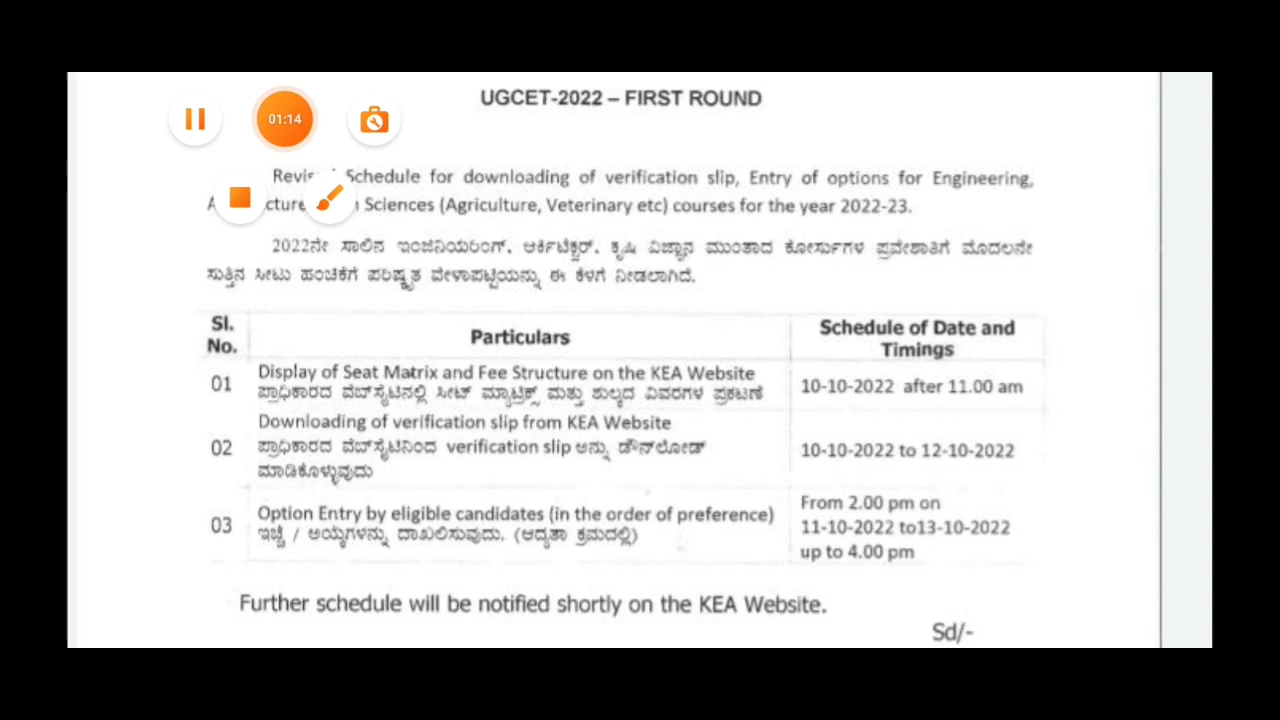 UGCET-2022 – FIRST ROUND
01:14
Schedule for downloading of verification slip, Entry of options for Engineering,
Sciences (Agriculture, Veterinary etc) courses for the year 2022-23.
2022ನೇ ಸಾಲಿನ ಇಂಜಿನಿಯರಿಂಗ್, ಆರ್ಕಿಟೆಕ್ಚರ್, ಕೃಷಿ ವಿಜ್ಞಾನ ಮುಂತಾದ ಕೋರ್ಸುಗಳ ಪ್ರವೇಶಾತಿಗೆ ಮೊದಲನೇ
ಸುತ್ತಿನ ಸೀಟು ಹಂಚಿಕೆಗೆ ಪರಿಷ್ಕೃತ ವೇಳಾಪಟ್ಟಿಯನ್ನು ಈ ಕೆಳಗೆ ನೀಡಲಾಗಿದೆ.
Sl. No.
Particulars
Schedule of Date and
Timings
01
Display of Seat Matrix and Fee Structure on the KEA Website
ಪ್ರಾಧಿಕಾರದ ವೆಬ್‌ಸೈಟಿನಲ್ಲಿ ಸೀಟ್ ಮ್ಯಾಟ್ರಿಕ್ಸ್ ಮತ್ತು ಶುಲ್ಕದ ವಿವರಗಳ ಪ್ರಕಟಣೆ
10-10-2022 after 11.00 am
02
Downloading of verification slip from KEA Website
ಪ್ರಾಧಿಕಾರದ ವೆಬ್‌ಸೈಟಿನಿಂದ verification slip ಅನ್ನು ಡೌನ್‌ಲೋಡ್
ಮಾಡಿಕೊಳ್ಳುವುದು
10-10-2022 to 12-10-2022
03
Option Entry by eligible candidates (in the order of preference)
ಇಚ್ಛೆ / ಆಯ್ಕೆಗಳನ್ನು ದಾಖಲಿಸುವುದು. (ಆದ್ಯತಾ ಕ್ರಮದಲ್ಲಿ)
From 2.00 pm on
11-10-2022 to13-10-2022
up to 4.00 pm
Further schedule will be notified shortly on the KEA Website.
Sd/-